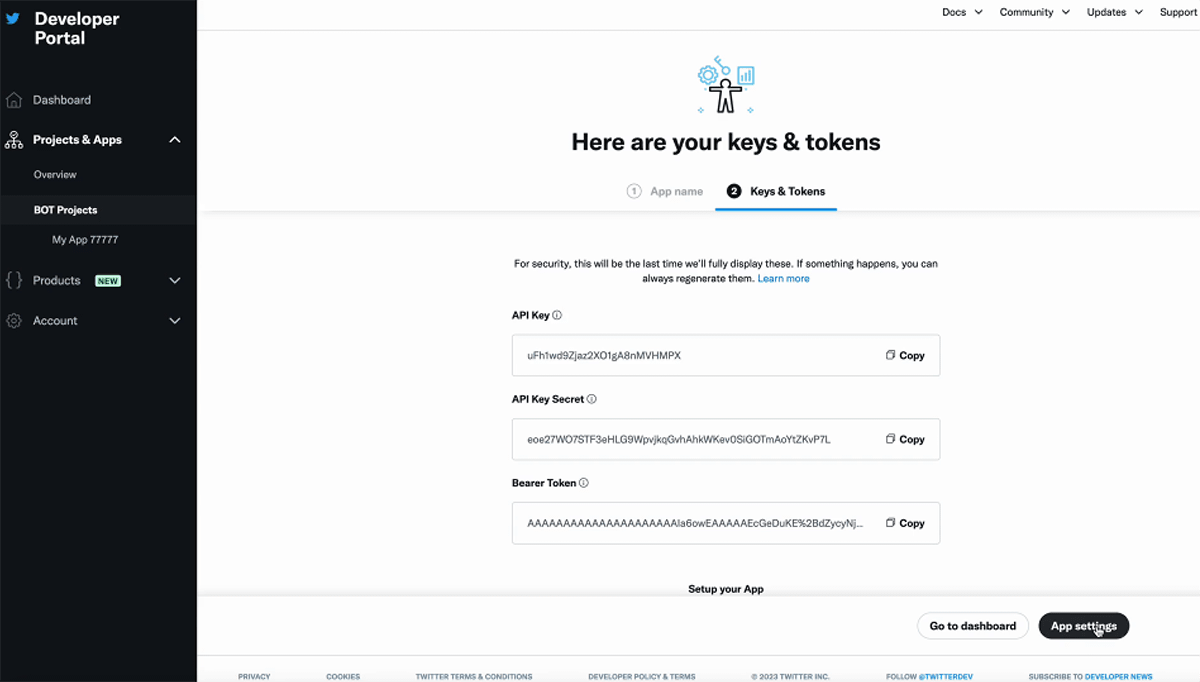 Developer
Portal
Docs
Community
Updates
Support
Dashboard
Projects & Apps
Overview
BOT Projects
My App 77777
Products NEW
Account
Here are your keys & tokens
1 App name
2 Keys & Tokens
For security, this will be the last time we'll fully display these. If something happens, you can
always regenerate them. Learn more
API Key
uFh1wd9Zjaz2XO1gA8nMVHMPX
Copy
API Key Secret
eoe27WO7STF3eHLG9WpvjkqGvhAhkWKev0SiGOTmAoYtZKvP7L
Copy
Bearer Token
AAAAAAAAAAAAAAAAAAAAAIa6owEAAAAAEcGeDuKE%2BdZycyNj...
Copy
Setup your App
Go to dashboard
App settings
PRIVACY
COOKIES
TWITTER TERMS & CONDITIONS
DEVELOPER POLICY & TERMS
© 2023 TWITTER INC.
FOLLOW @TWITTERDEV
SUBSCRIBE TO DEVELOPER NEWS